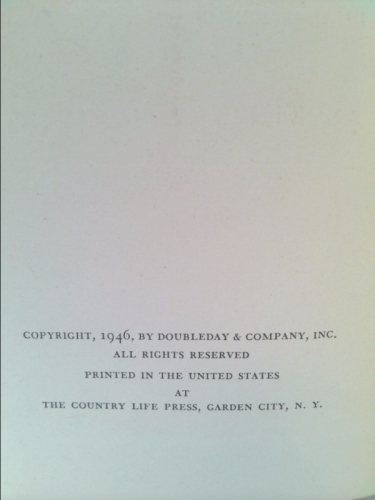 COPYRIGHT, 1946, BY DOUBLEDAY & COMPANY, INC.
ALL RIGHTS RESERVED
PRINTED IN THE UNITED STATES
AT
THE COUNTRY LIFE PRESS, GARDEN CITY, N. Y.